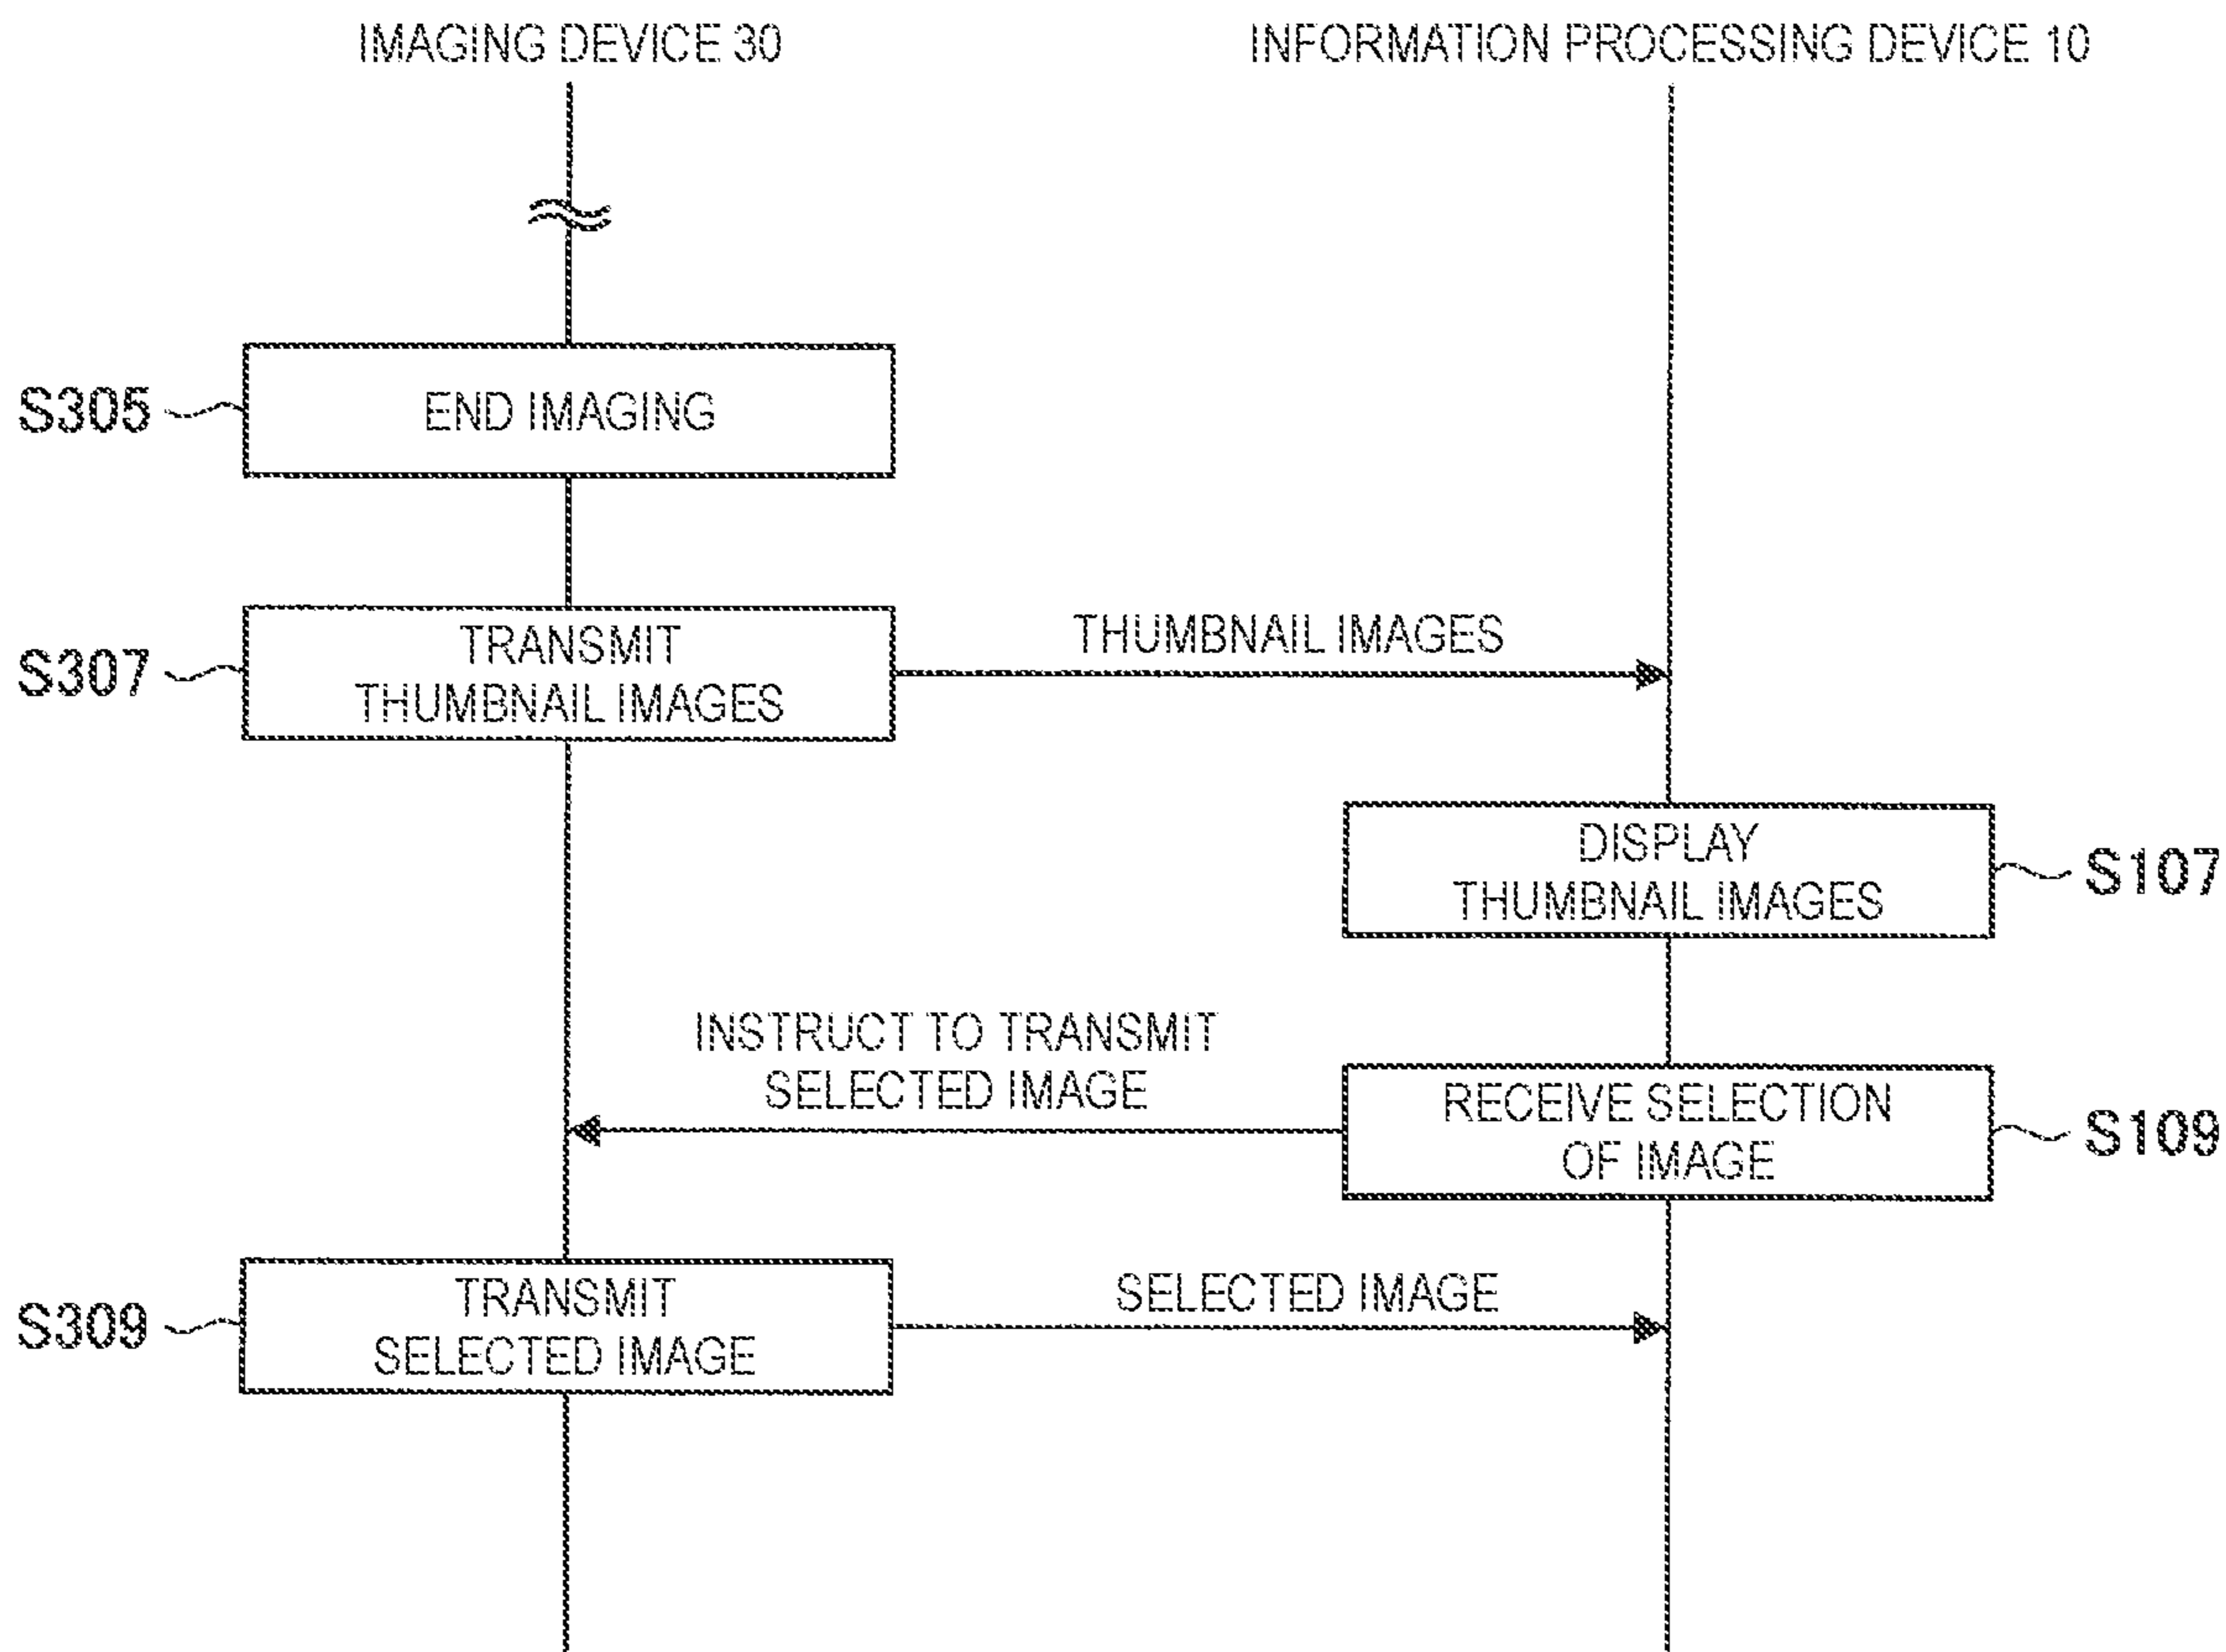 IMAGING DEVICE 30
INFORMATION PROCESSING DEVICE 10
S305
END IMAGING
S307
TRANSMIT
THUMBNAIL IMAGES
THUMBNAIL IMAGES
DISPLAY
THUMBNAIL IMAGES
S107
INSTRUCT TO TRANSMIT
SELECTED IMAGE
RECEIVE SELECTION
OF IMAGE
S109
S309
TRANSMIT
SELECTED IMAGE
SELECTED IMAGE